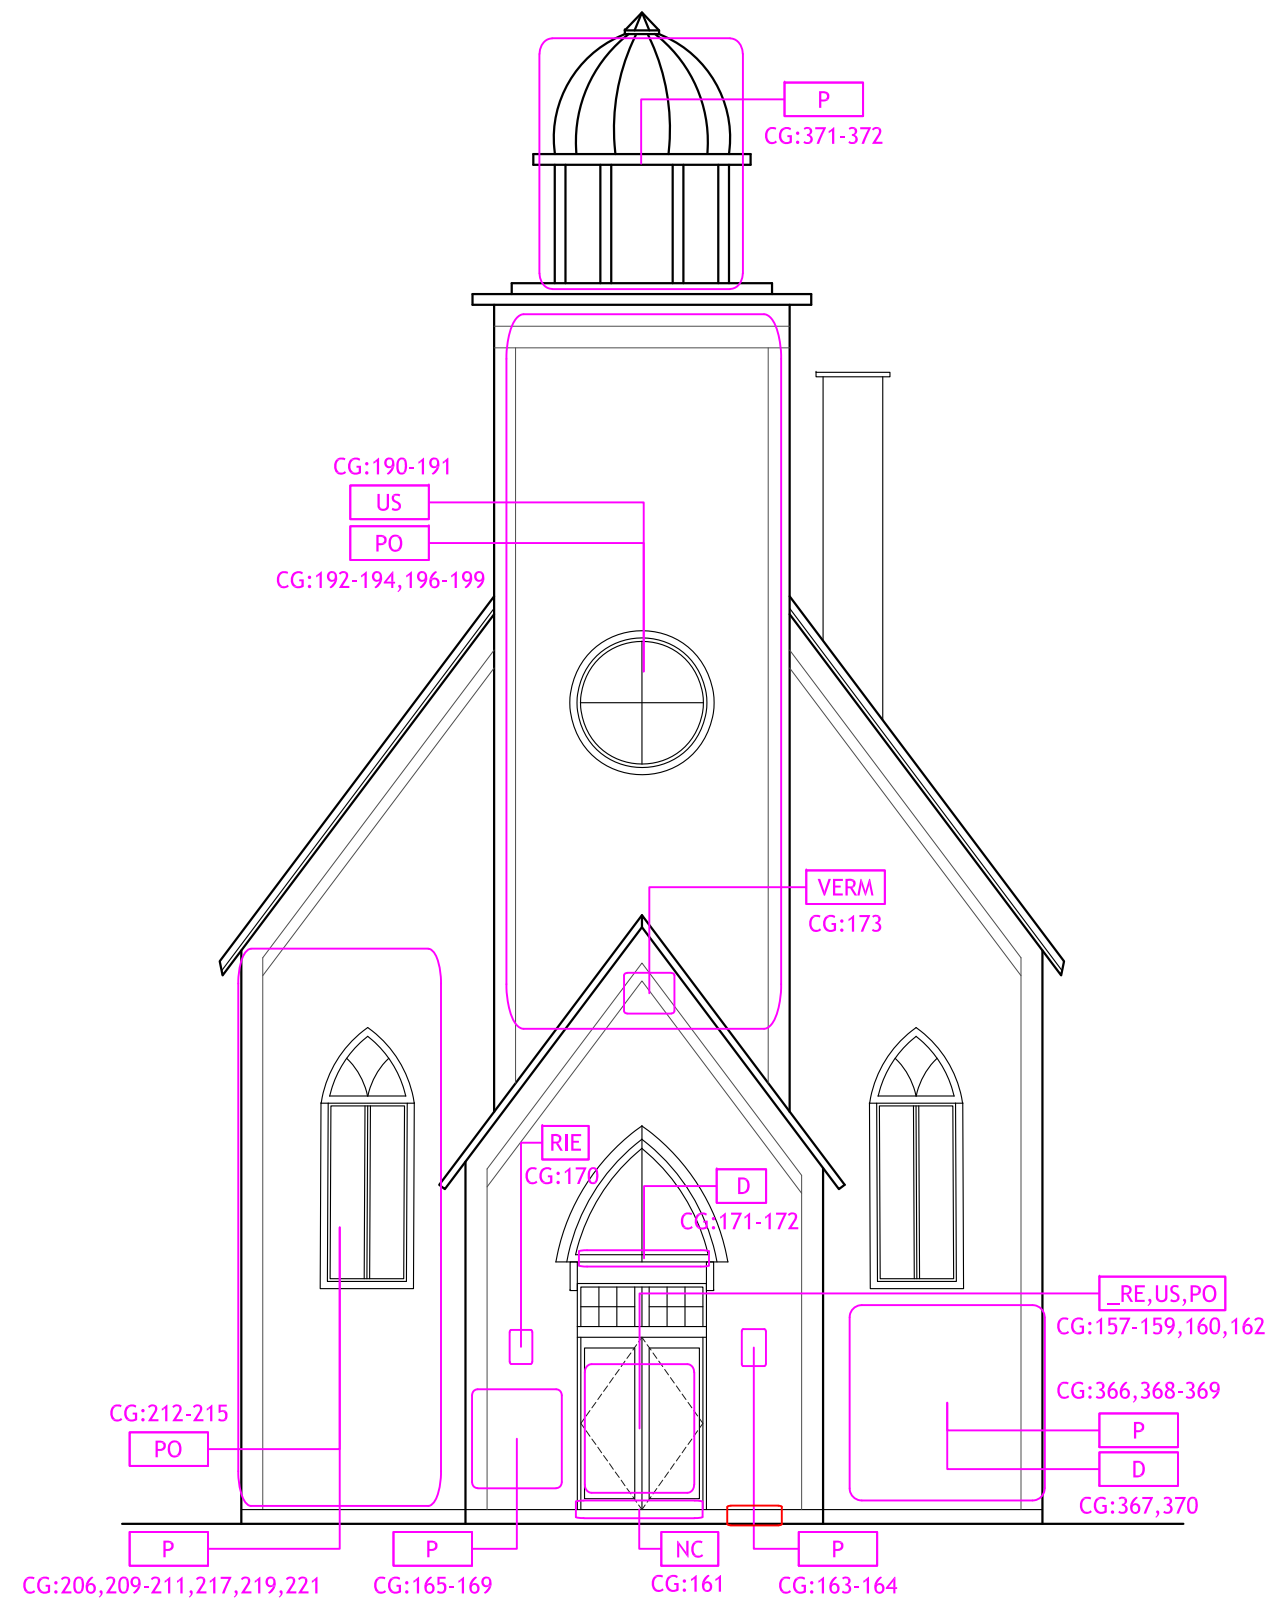 P
CG:371-372
CG:190-191
US
PO
CG:192-194,196-199
VERM
CG:173
RIE
CG:170
D
CG:171-172
_RE,US,PO
CG:157-159,160,162
CG:366,368-369
P
D
CG:367,370
CG:212-215
PO
P
CG:206,209-211,217,219,221
P
CG:165-169
NC
CG:161
P
CG:163-164